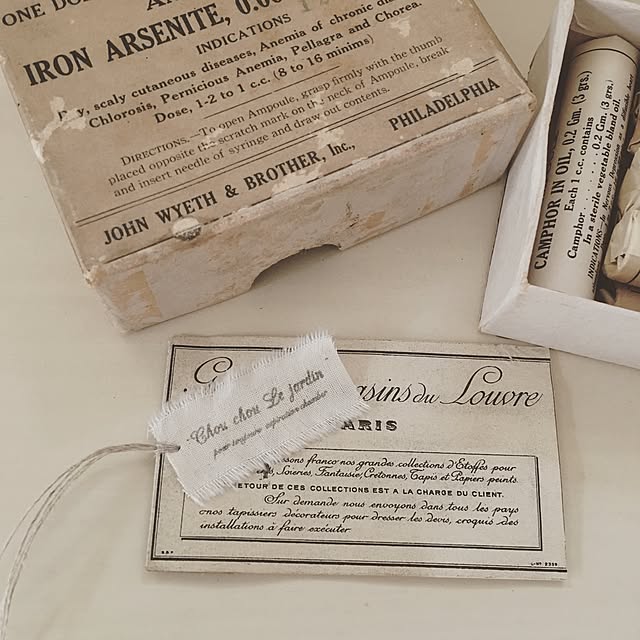 ONE DO
IRON ARSENITE, 0.0
INDICATIONS
scaly cutaneous diseases, Anemia of chronic
Chlorosis, Pernicious Anemia, Pellagra and Chorea.
Dose, 1-2 to 1 c.c. (8 to 16 minims)
DIRECTIONS.—To open Ampoule, grasp firmly with the thumb
placed opposite the scratch mark on the neck of Ampoule, break
and insert needle of syringe and draw out contents.
JOHN WYETH & BROTHER, Inc., PHILADELPHIA
CAMPHOR IN OIL, 0.2 Gm. (3 grs.)
Each 1 c.c. contains
Camphor . . . . . . 0.2 Gm. (3 grs.)
In a sterile vegetable bland oil.
INDICATIONS
Chou chou Le jardin
asins du Louvre
PARIS
sons franco nos grandes collections d'Etoffes pour
Soieries, Fantaisie, Cretonnes, Tapis et Papiers peints.
RETOUR DE CES COLLECTIONS EST A LA CHARGE DU CLIENT.
Sur demande nous envoyons dans tous les pays
nos tapissiers décorateurs pour dresser les devis, croquis des
installations à faire exécuter.